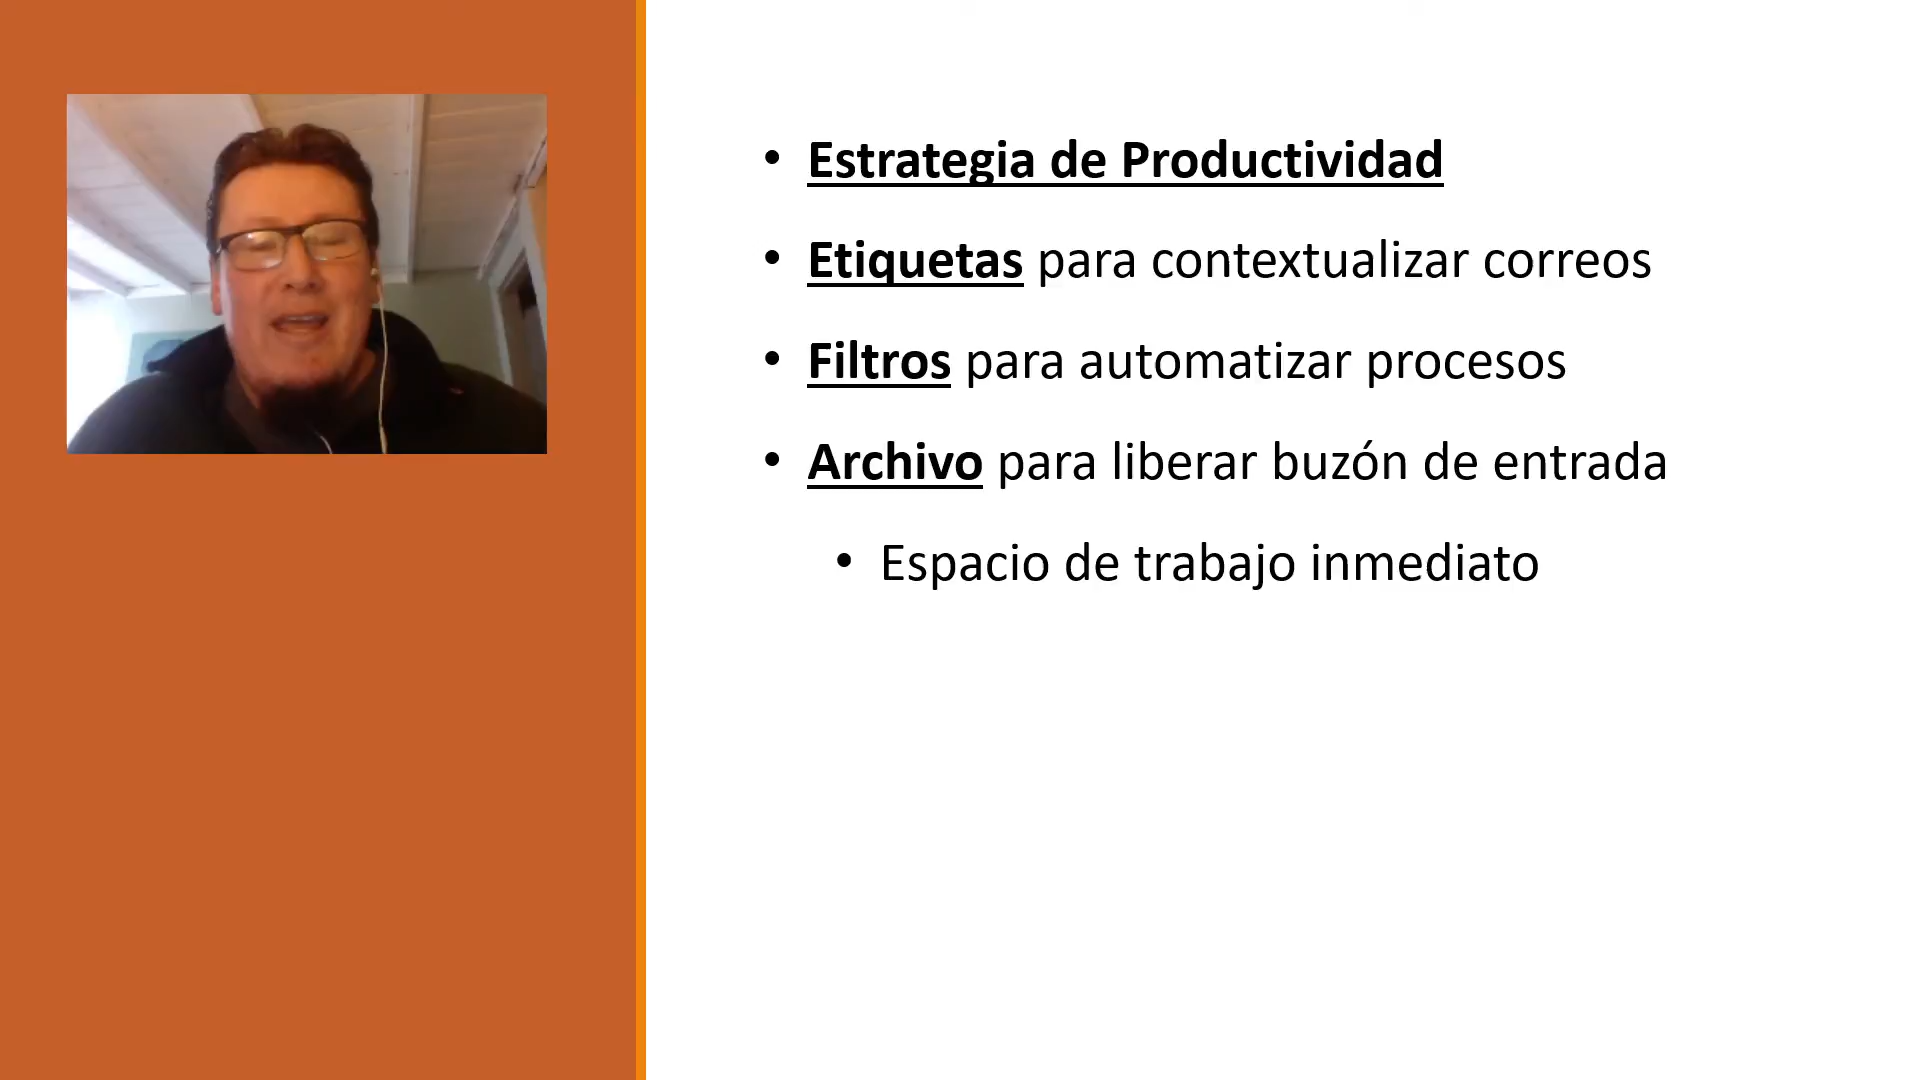 • Estrategia de Productividad
• Etiquetas para contextualizar correos
• Filtros para automatizar procesos
• Archivo para liberar buzón de entrada
• Espacio de trabajo inmediato